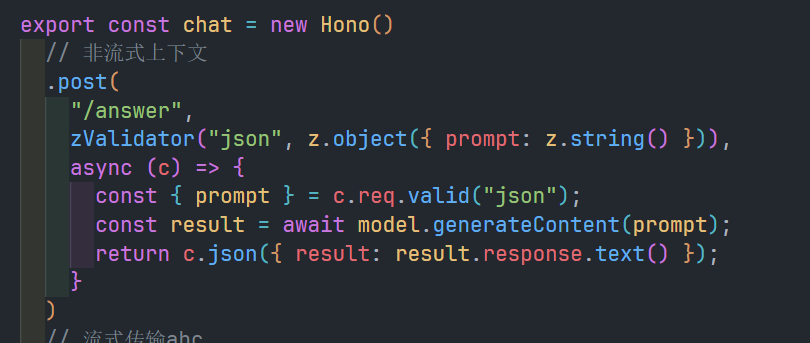 export const chat = new Hono()
// 非流式上下文
.post(
"/answer",
zValidator("json", z.object({ prompt: z.string() })),
async (c) => {
const { prompt } = c.req.valid("json");
const result = await model.generateContent(prompt);
return c.json({ result: result.response.text() });
}
)
// 流式传输abc